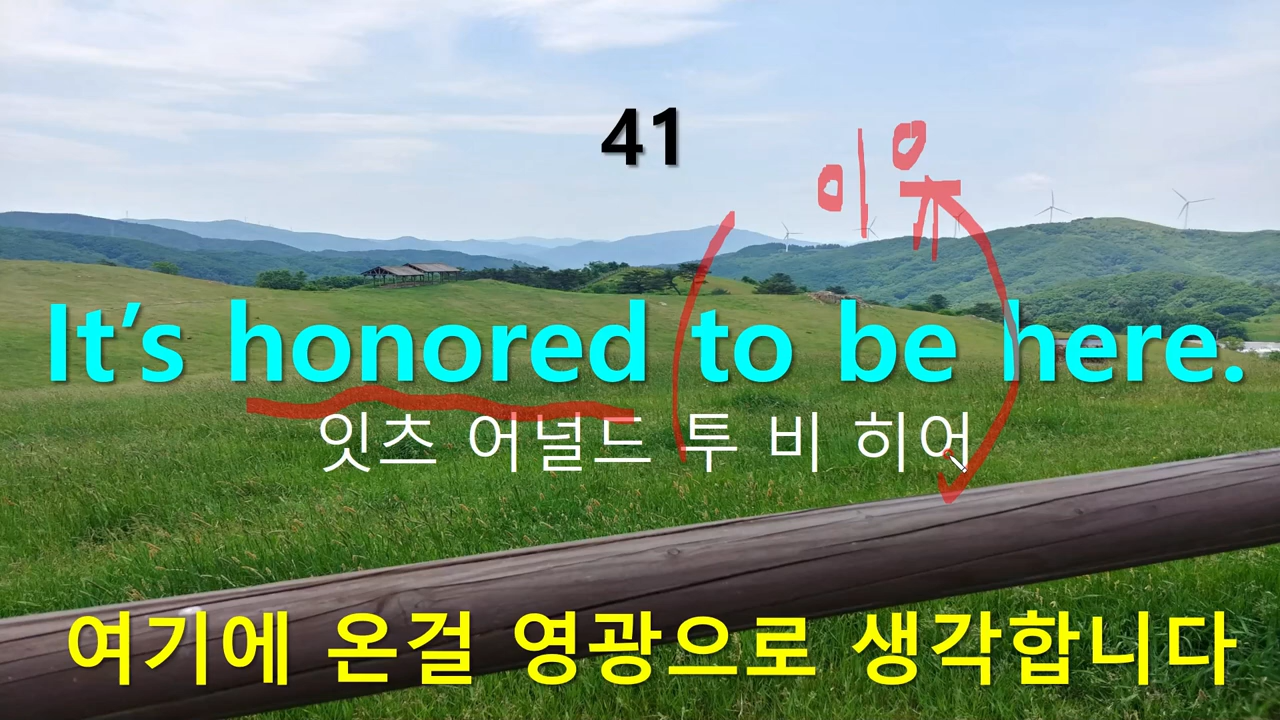 41
이유
It's honored to be here.
잇츠 어널드 투 비 히어
여기에 온걸 영광으로 생각합니다